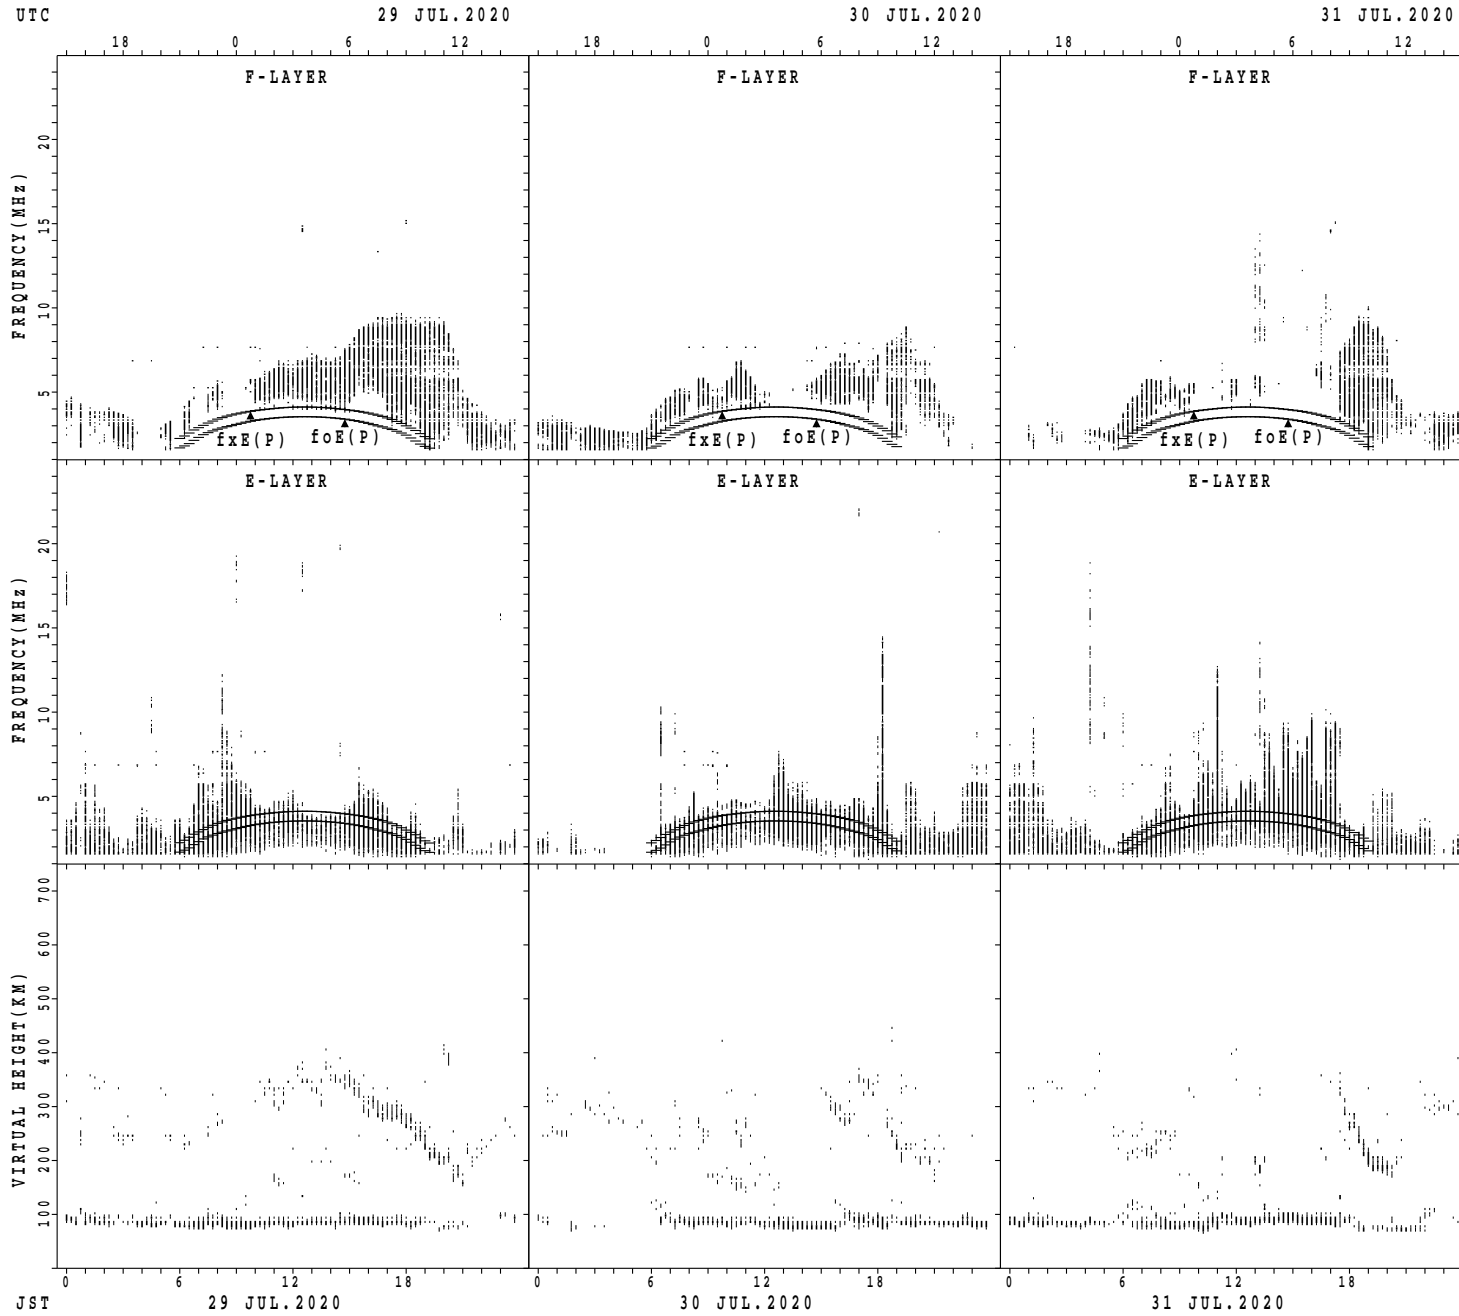 UTC 29 JUL.2020 30 JUL.2020 31 JUL.2020
18 0 6 12 18 0 6 12 18 0 6 12
F-LAYER F-LAYER F-LAYER
FREQUENCY(MHz)
20
15
10
5
fxE(P) foE(P) fxE(P) foE(P) fxE(P) foE(P)
E-LAYER E-LAYER E-LAYER
FREQUENCY(MHz)
20
15
10
5
VIRTUAL HEIGHT(KM)
700
600
500
400
300
200
100
0 6 12 18 0 6 12 18 0 6 12 18
JST 29 JUL.2020 30 JUL.2020 31 JUL.2020